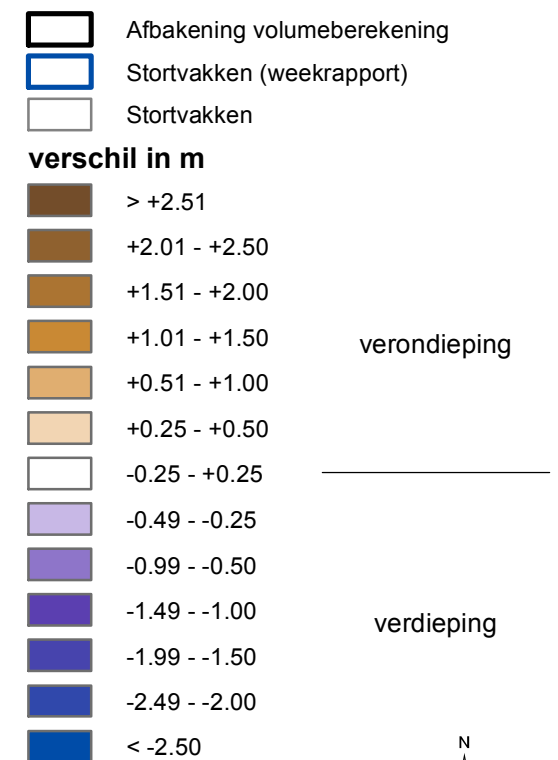 Afbakening volumeberekening
Stortvakken (weekrapport)
Stortvakken
verschil in m
> +2.51
+2.01 - +2.50
+1.51 - +2.00
+1.01 - +1.50
verondieping
+0.51 - +1.00
+0.25 - +0.50
-0.25 - +0.25
-0.49 - -0.25
-0.99 - -0.50
-1.49 - -1.00
verdieping
-1.99 - -1.50
-2.49 - -2.00
< -2.50
N